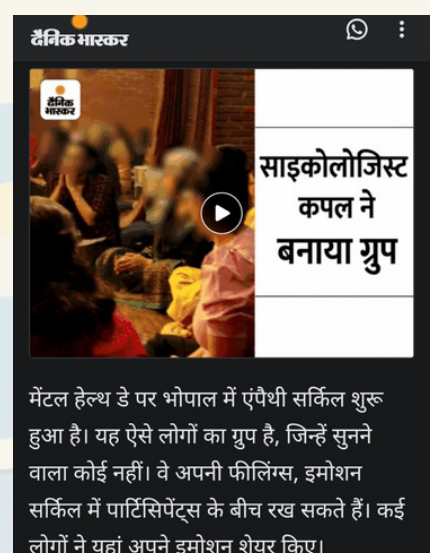 दैनिक भास्कर
दैनिक
भास्कर
साइकोलोजिस्ट
कपल ने
बनाया ग्रुप
मेंटल हेल्थ डे पर भोपाल में एंपैथी सर्किल शुरू
हुआ है। यह ऐसे लोगों का ग्रुप है, जिन्हें सुनने
वाला कोई नहीं। वे अपनी फीलिंग्स, इमोशन
सर्किल में पार्टिसिपेंट्स के बीच रख सकते हैं। कई
लोगों ने यहां अपने इमोशन शेयर किए।